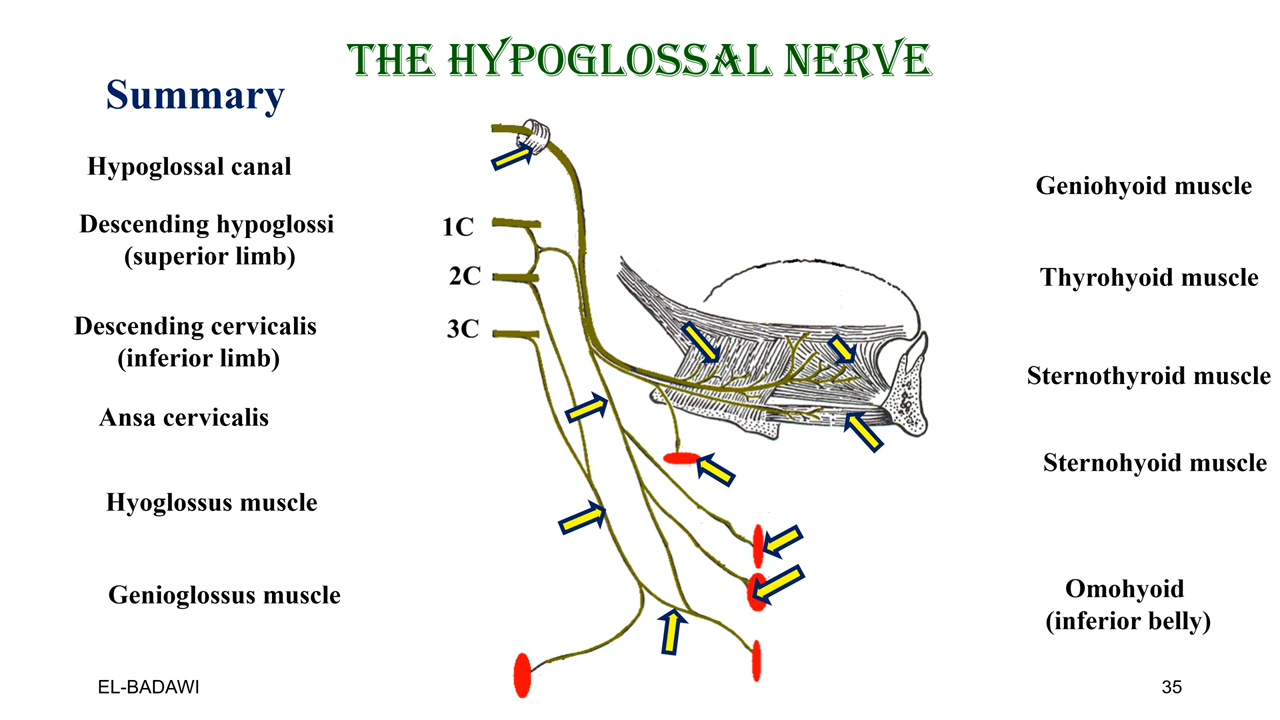 THE HYPOGLOSSAL NERVE
Summary
Hypoglossal canal
Descending hypoglossi
(superior limb)
Descending cervicalis
(inferior limb)
Ansa cervicalis
Hyoglossus muscle
Genioglossus muscle
1C
2C
3C
Geniohyoid muscle
Thyrohyoid muscle
Sternothyroid muscle
Sternohyoid muscle
Omohyoid
(inferior belly)
EL-BADAWI
35